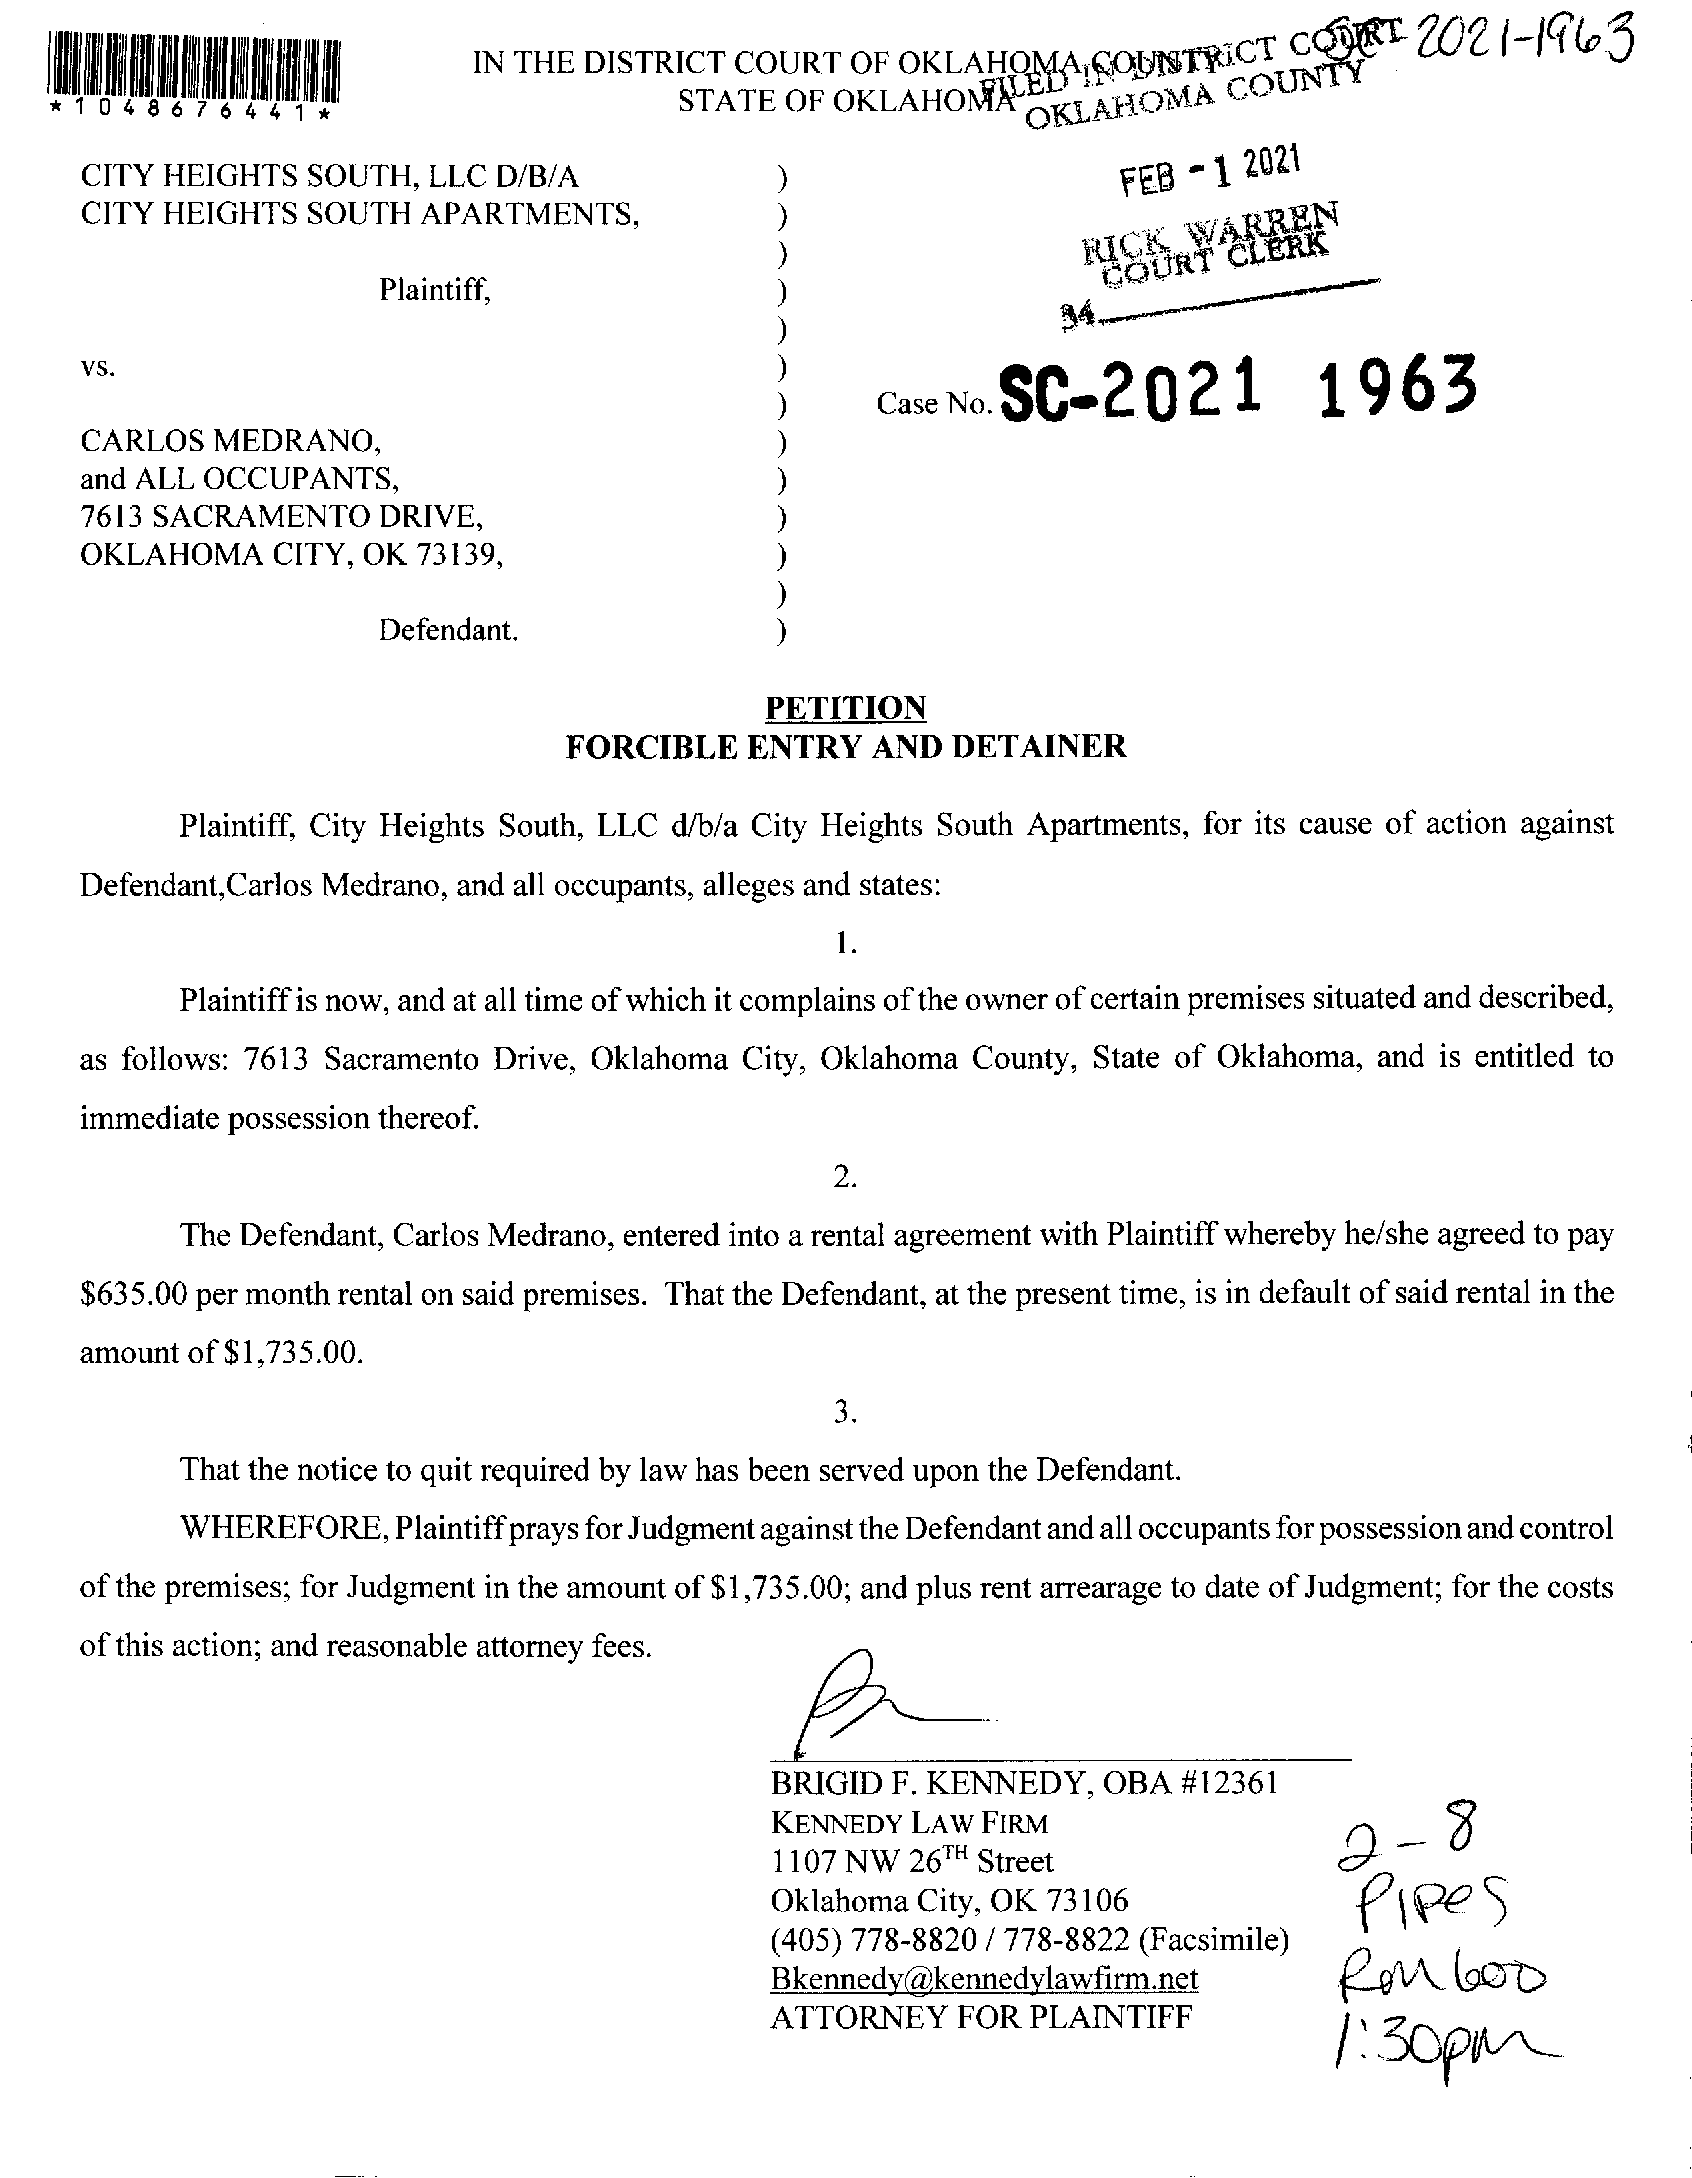 SC 2021-1963
IN THE DISTRICT COURT OF OKLAHOMA COUNTY
STATE OF OKLAHOMA
FILED IN DISTRICT COURT
OKLAHOMA COUNTY
*1048676441*
FEB -1 2021
RICK WARREN
COURT CLERK
34
CITY HEIGHTS SOUTH, LLC D/B/A )
CITY HEIGHTS SOUTH APARTMENTS, )
)
Plaintiff, )
)
vs. )
) Case No. SC-2021 1963
CARLOS MEDRANO, )
and ALL OCCUPANTS, )
7613 SACRAMENTO DRIVE, )
OKLAHOMA CITY, OK 73139, )
)
Defendant. )
PETITION
FORCIBLE ENTRY AND DETAINER
Plaintiff, City Heights South, LLC d/b/a City Heights South Apartments, for its cause of action against
Defendant,Carlos Medrano, and all occupants, alleges and states:
1.
Plaintiff is now, and at all time of which it complains of the owner of certain premises situated and described,
as follows: 7613 Sacramento Drive, Oklahoma City, Oklahoma County, State of Oklahoma, and is entitled to
immediate possession thereof.
2.
The Defendant, Carlos Medrano, entered into a rental agreement with Plaintiff whereby he/she agreed to pay
$635.00 per month rental on said premises. That the Defendant, at the present time, is in default of said rental in the
amount of $1,735.00.
3.
That the notice to quit required by law has been served upon the Defendant.
WHEREFORE, Plaintiff prays for Judgment against the Defendant and all occupants for possession and control
of the premises; for Judgment in the amount of $1,735.00; and plus rent arrearage to date of Judgment; for the costs
of this action; and reasonable attorney fees.
BRIGID F. KENNEDY, OBA #12361
KENNEDY LAW FIRM
1107 NW 26TH Street
Oklahoma City, OK 73106
(405) 778-8820 / 778-8822 (Facsimile)
Bkennedy@kennedylawfirm.net
ATTORNEY FOR PLAINTIFF
2-8
PIPES
RM 600
1:30pm